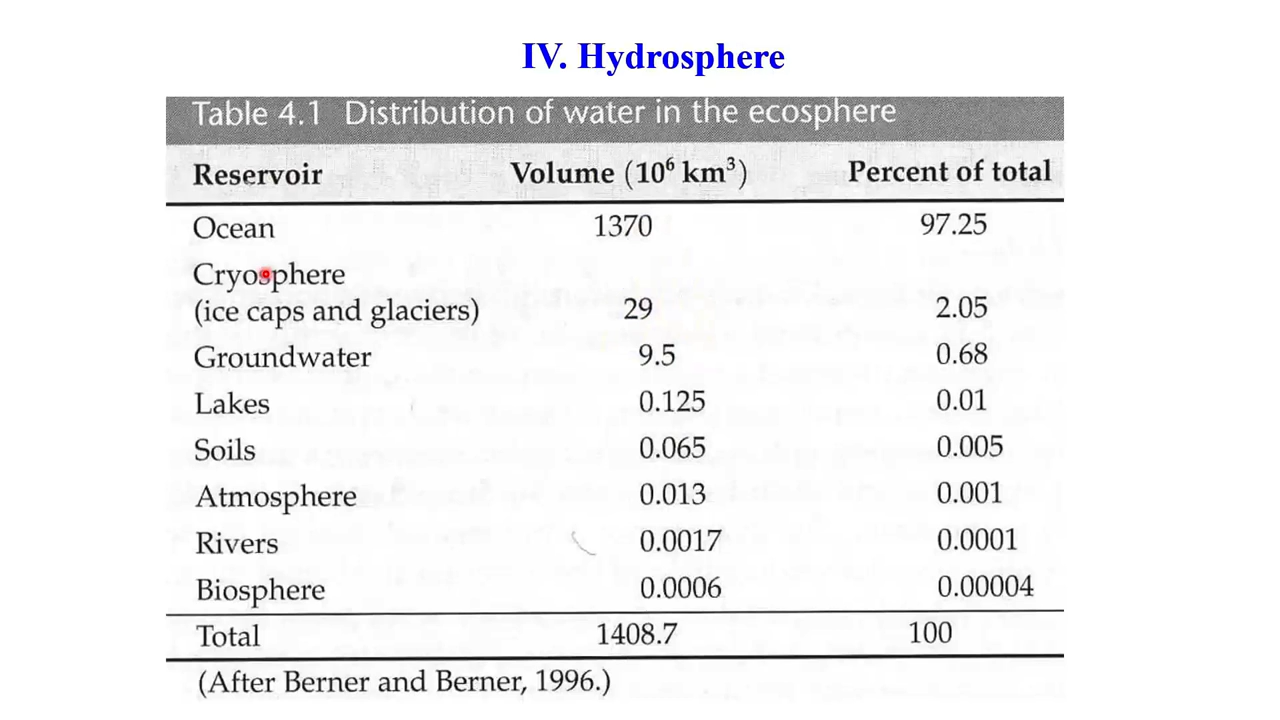 IV. Hydrosphere
Table 4.1 Distribution of water in the ecosphere
Reservoir Volume (10⁶ km³) Percent of total
Ocean 1370 97.25
Cryosphere
(ice caps and glaciers) 29 2.05
Groundwater 9.5 0.68
Lakes 0.125 0.01
Soils 0.065 0.005
Atmosphere 0.013 0.001
Rivers 0.0017 0.0001
Biosphere 0.0006 0.00004
Total 1408.7 100
(After Berner and Berner, 1996.)